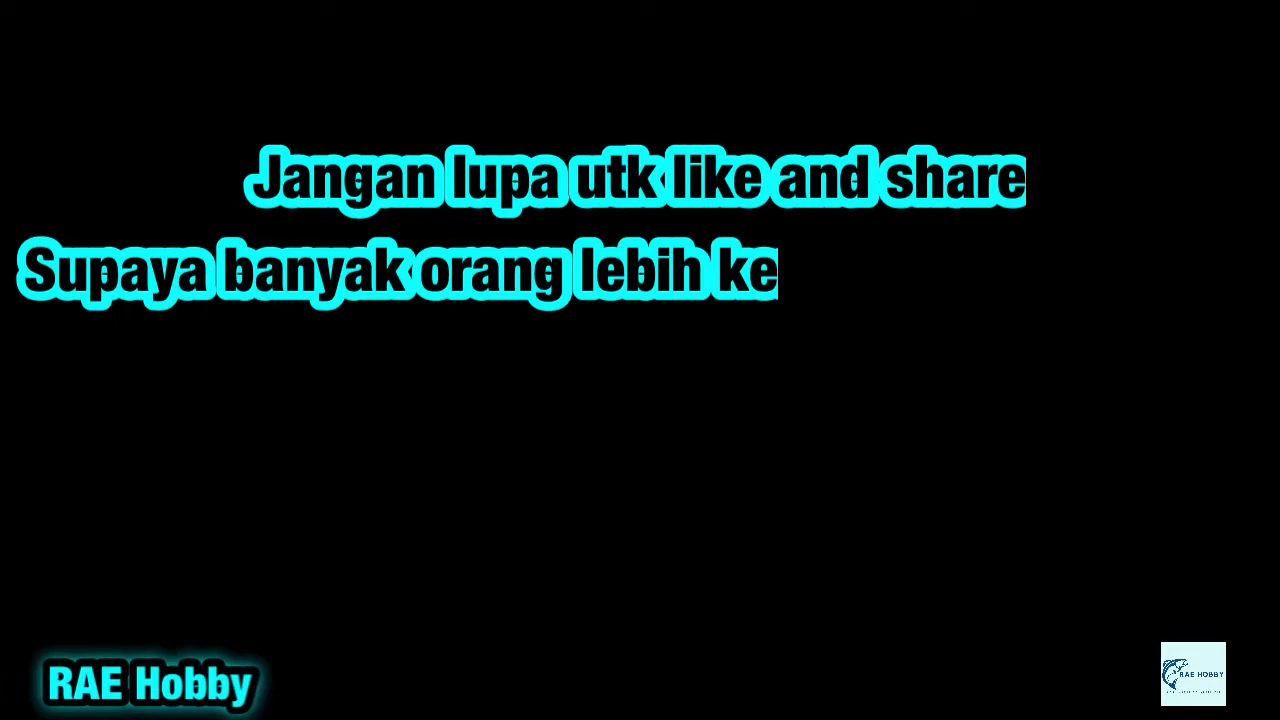 Jangan lupa utk like and share
Supaya banyak orang lebih ke
RAE Hobby
RAE HOBBY